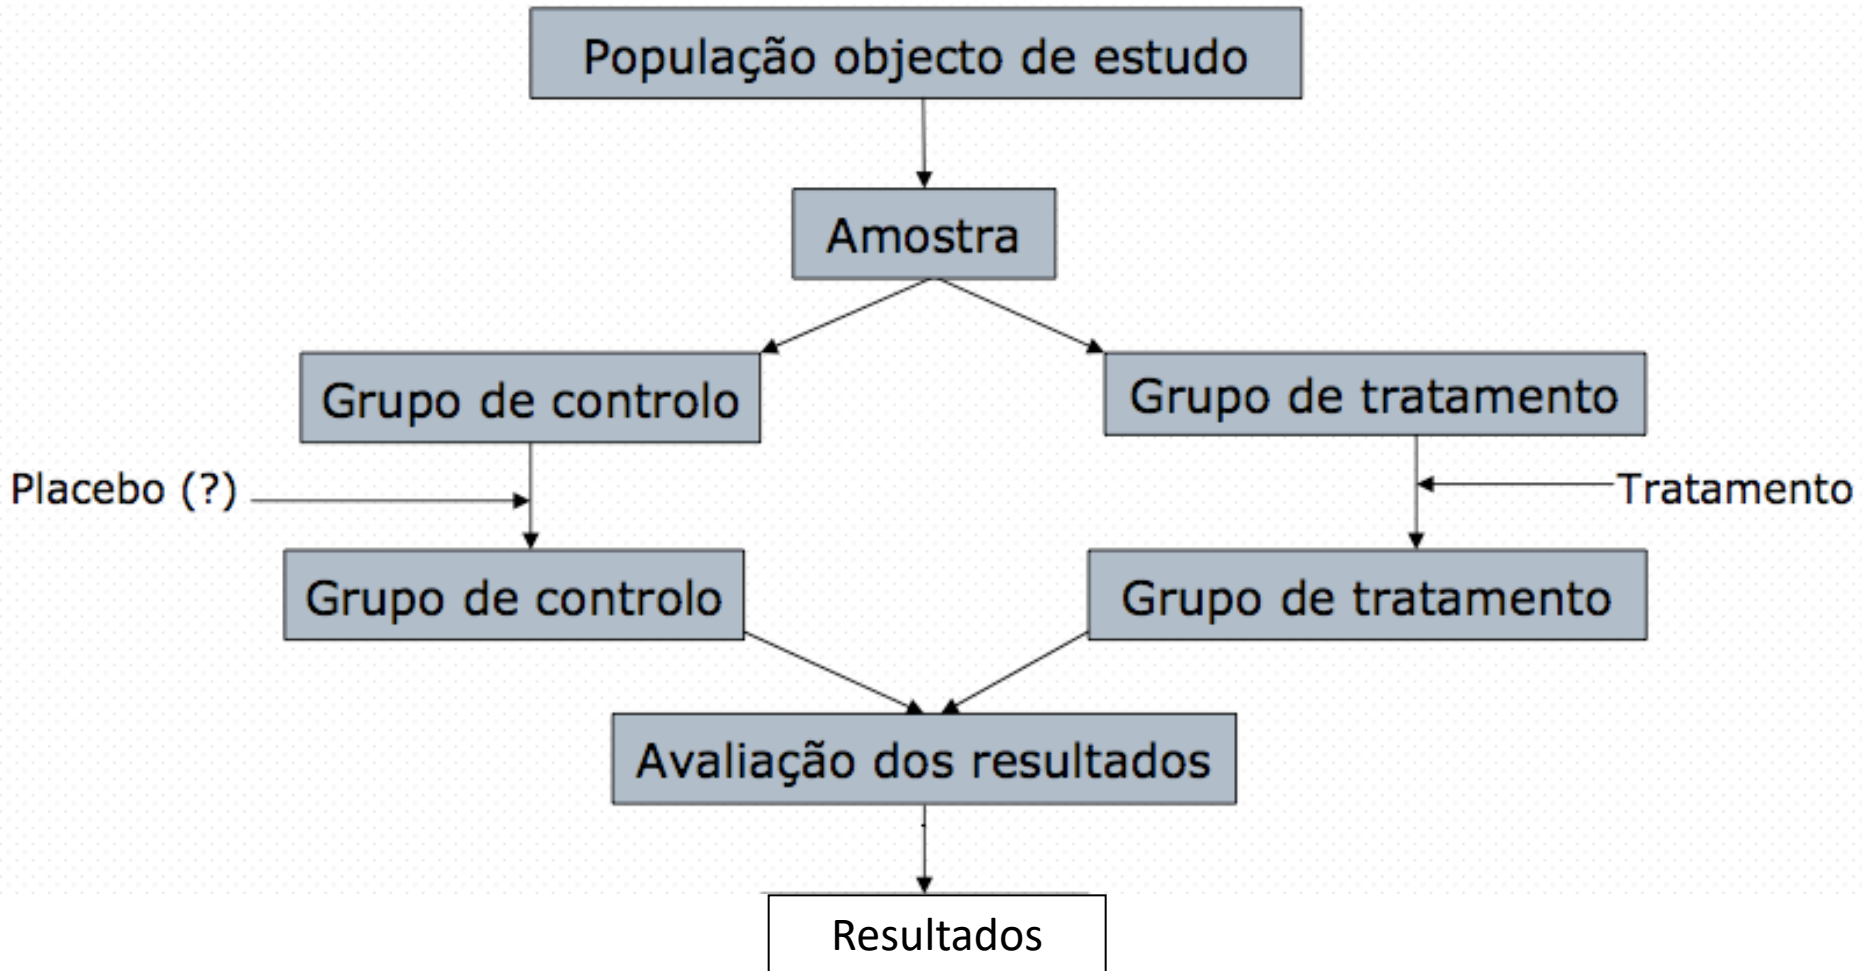 População objecto de estudo
Amostra
Grupo de controlo
Grupo de tratamento
Placebo (?)
Tratamento
Grupo de controlo
Grupo de tratamento
Avaliação dos resultados
Resultados